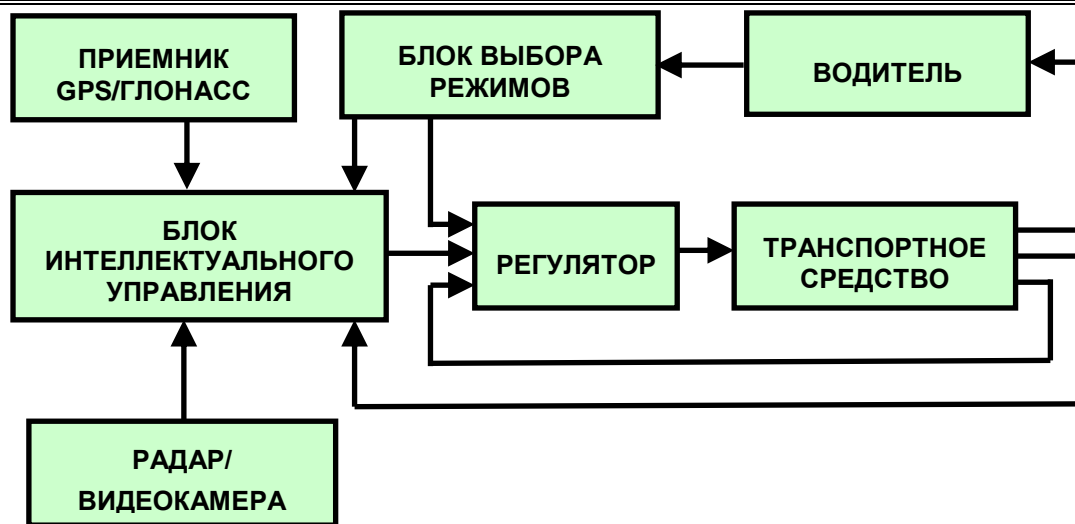 ПРИЕМНИК
GPS/ГЛОНАСС
БЛОК ВЫБОРА
РЕЖИМОВ
ВОДИТЕЛЬ
БЛОК
ИНТЕЛЛЕКТУАЛЬНОГО
УПРАВЛЕНИЯ
РЕГУЛЯТОР
ТРАНСПОРТНОЕ
СРЕДСТВО
РАДАР/
ВИДЕОКАМЕРА